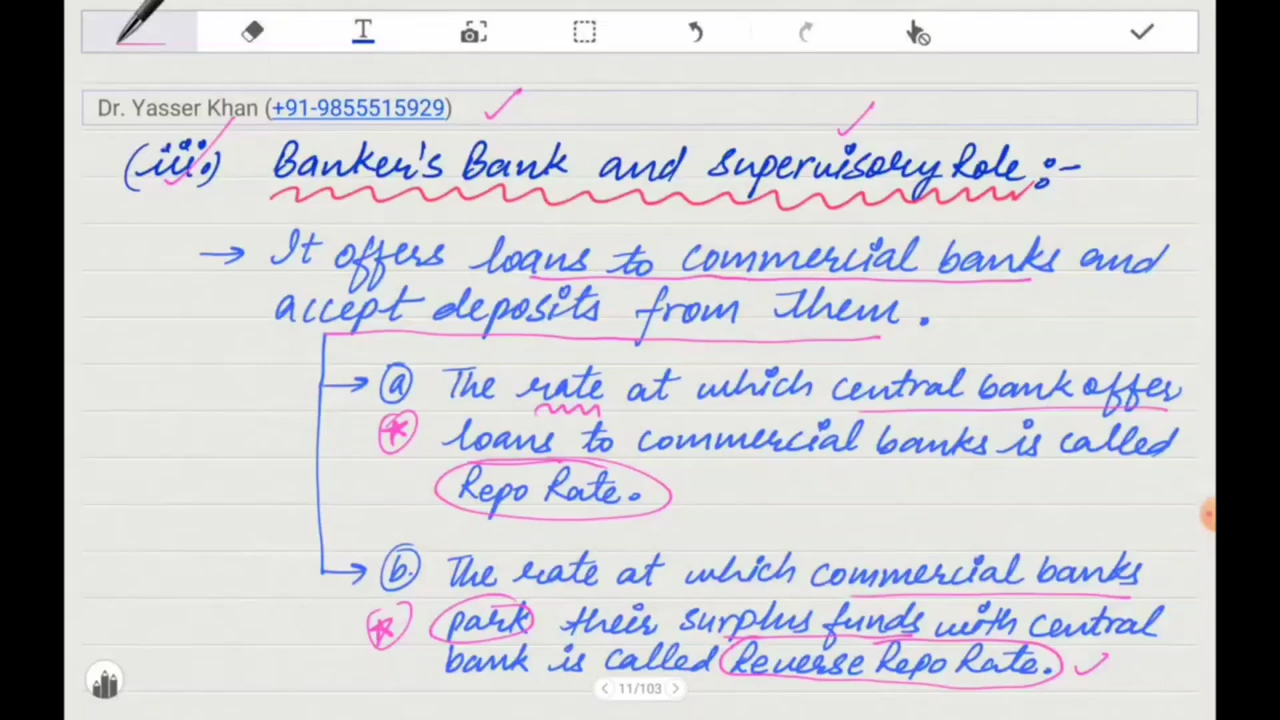 T
Dr. Yasser Khan (+91-9855515929)
(iii.) Banker's Bank and Supervisory Role :-
→ It offers loans to commercial banks and
accept deposits from them.
→ (a) The rate at which central bank offer
loans to commercial banks is called
Repo Rate.
→ (b.) The rate at which commercial banks
park their surplus funds with central
bank is called Reverse Repo Rate.
< 11/103 >